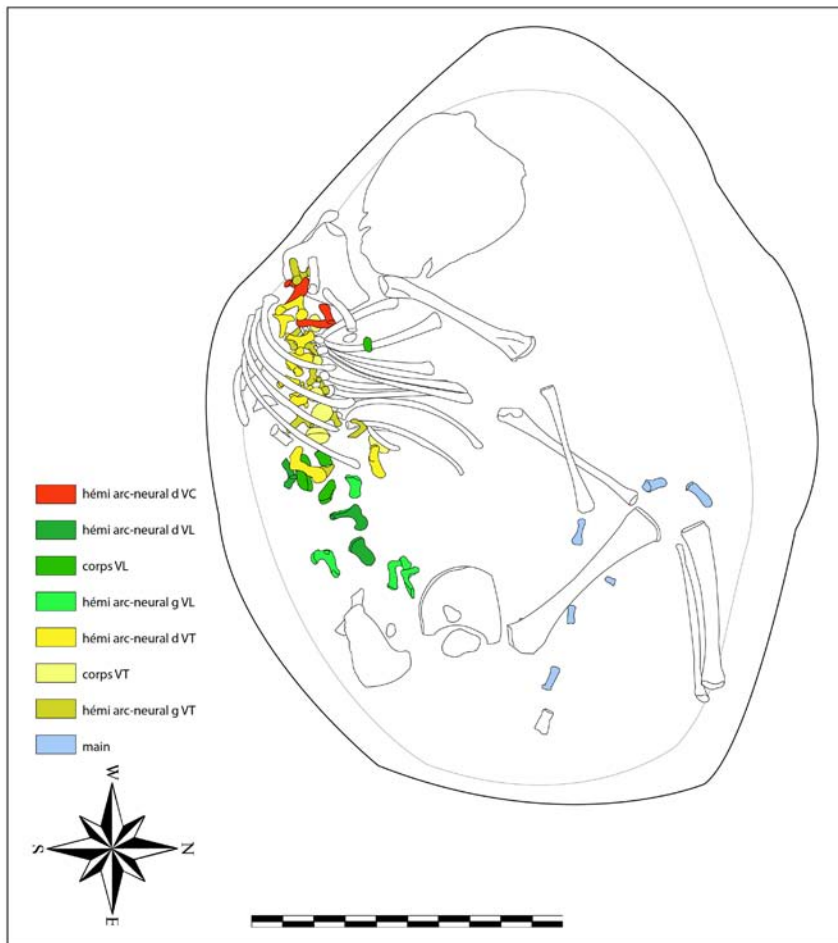 hémi arc-neural d VC
hémi arc-neural d VL
corps VL
hémi arc-neural g VL
hémi arc-neural d VT
corps VT
hémi arc-neural g VT
main
W
S
N
E